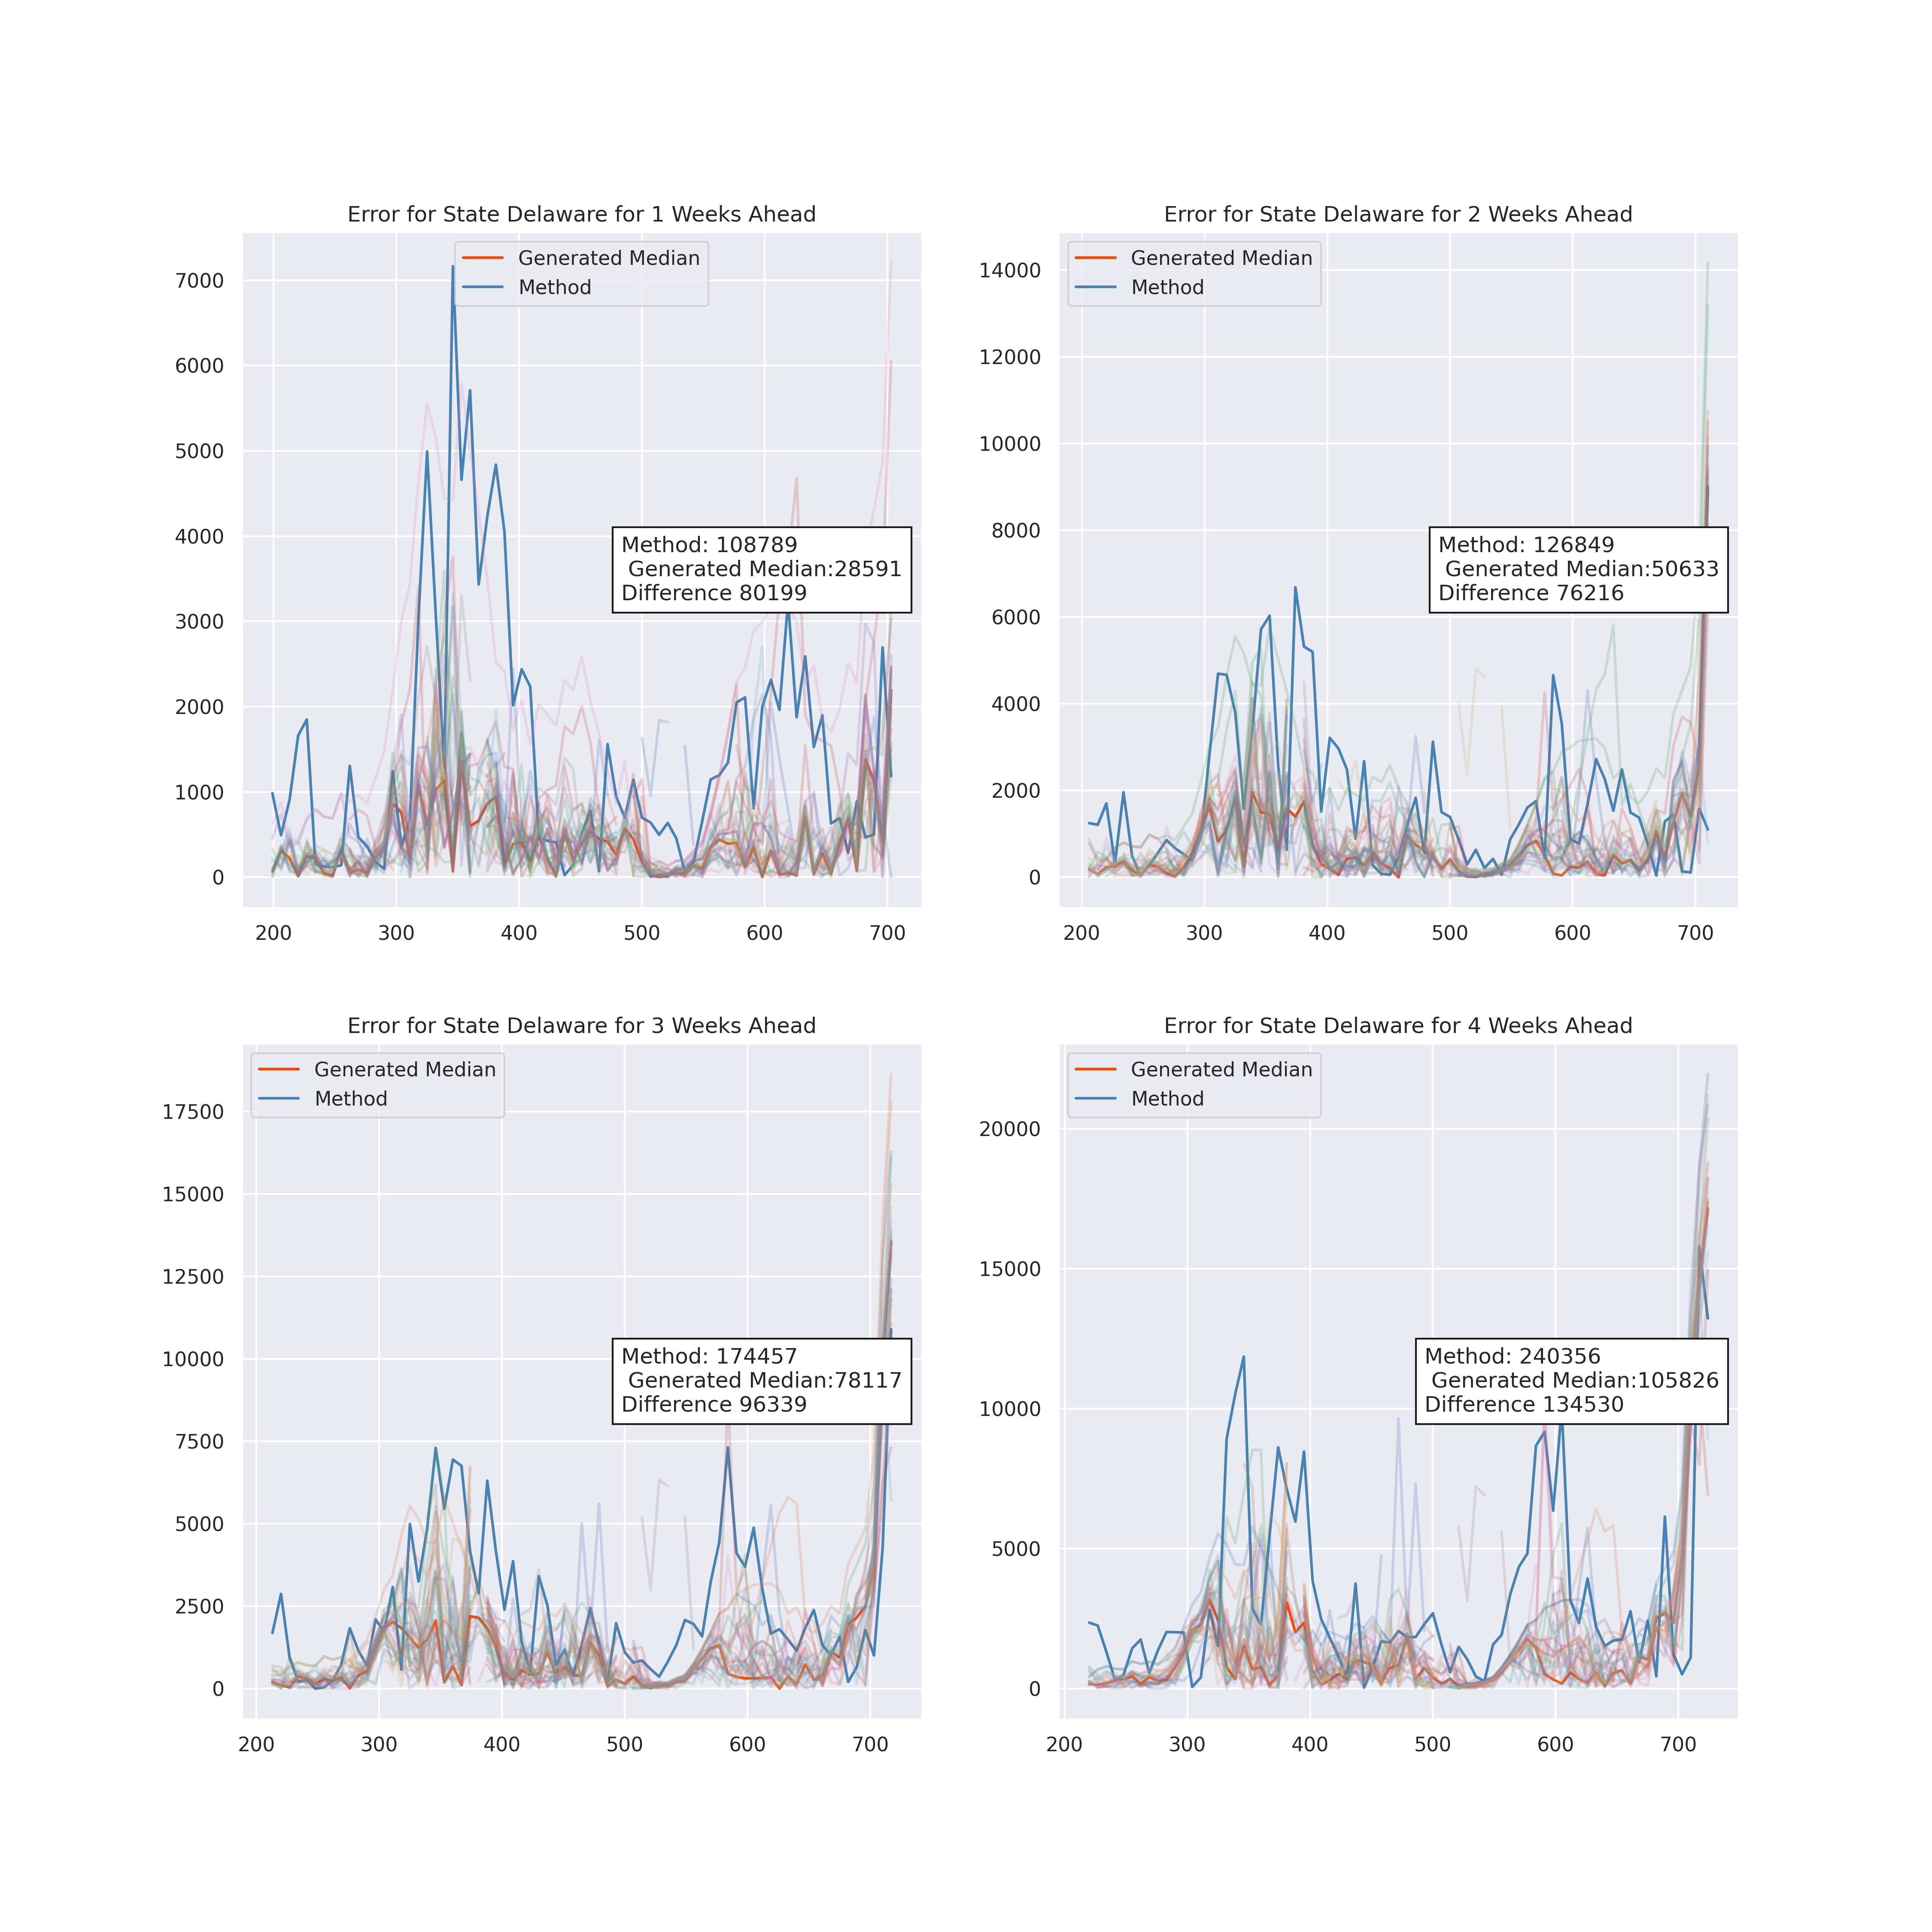 Error for State Delaware for 1 Weeks Ahead
Generated Median
Method
7000
6000
5000
4000
3000
2000
1000
0
Method: 108789
Generated Median:28591
Difference 80199
200 300 400 500 600 700
Error for State Delaware for 2 Weeks Ahead
Generated Median
Method
14000
12000
10000
8000
6000
4000
2000
0
Method: 126849
Generated Median:50633
Difference 76216
200 300 400 500 600 700
Error for State Delaware for 3 Weeks Ahead
Generated Median
Method
17500
15000
12500
10000
7500
5000
2500
0
Method: 174457
Generated Median:78117
Difference 96339
200 300 400 500 600 700
Error for State Delaware for 4 Weeks Ahead
Generated Median
Method
20000
15000
10000
5000
0
Method: 240356
Generated Median:105826
Difference 134530
200 300 400 500 600 700